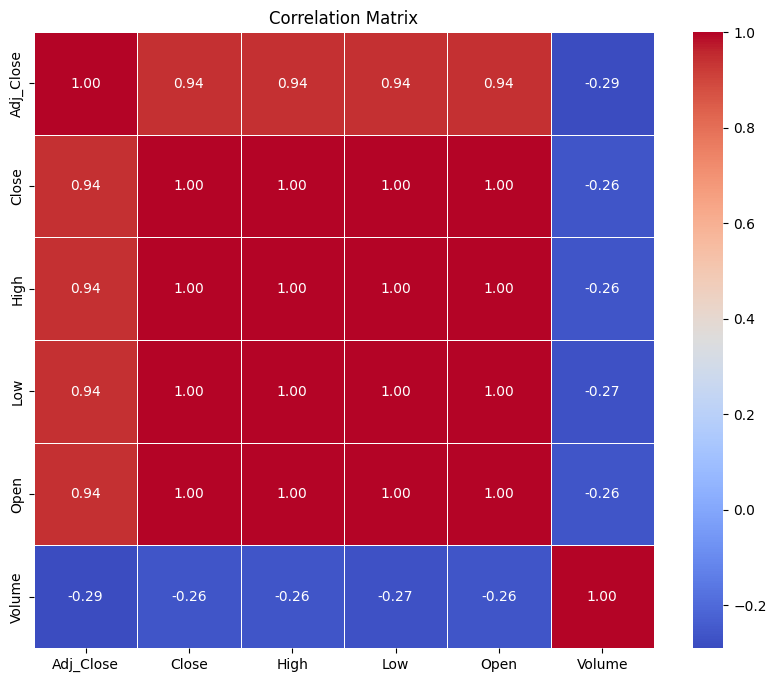 Correlation Matrix
Adj_Close 1.00 0.94 0.94 0.94 0.94 -0.29
Close 0.94 1.00 1.00 1.00 1.00 -0.26
High 0.94 1.00 1.00 1.00 1.00 -0.26
Low 0.94 1.00 1.00 1.00 1.00 -0.27
Open 0.94 1.00 1.00 1.00 1.00 -0.26
Volume -0.29 -0.26 -0.26 -0.27 -0.26 1.00
Adj_Close Close High Low Open Volume
1.0
0.8
0.6
0.4
0.2
0.0
−0.2